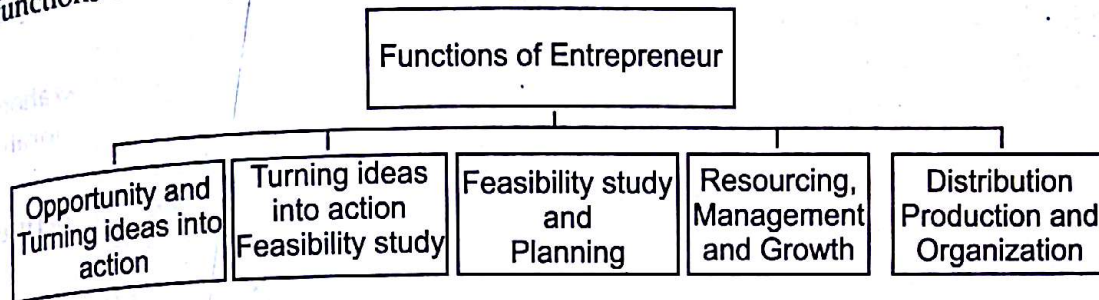 Functions
Functions of Entrepreneur
Opportunity and
Turning ideas into
action
Turning ideas
into action
Feasibility study
Feasibility study
and
Planning
Resourcing,
Management
and Growth
Distribution
Production and
Organization